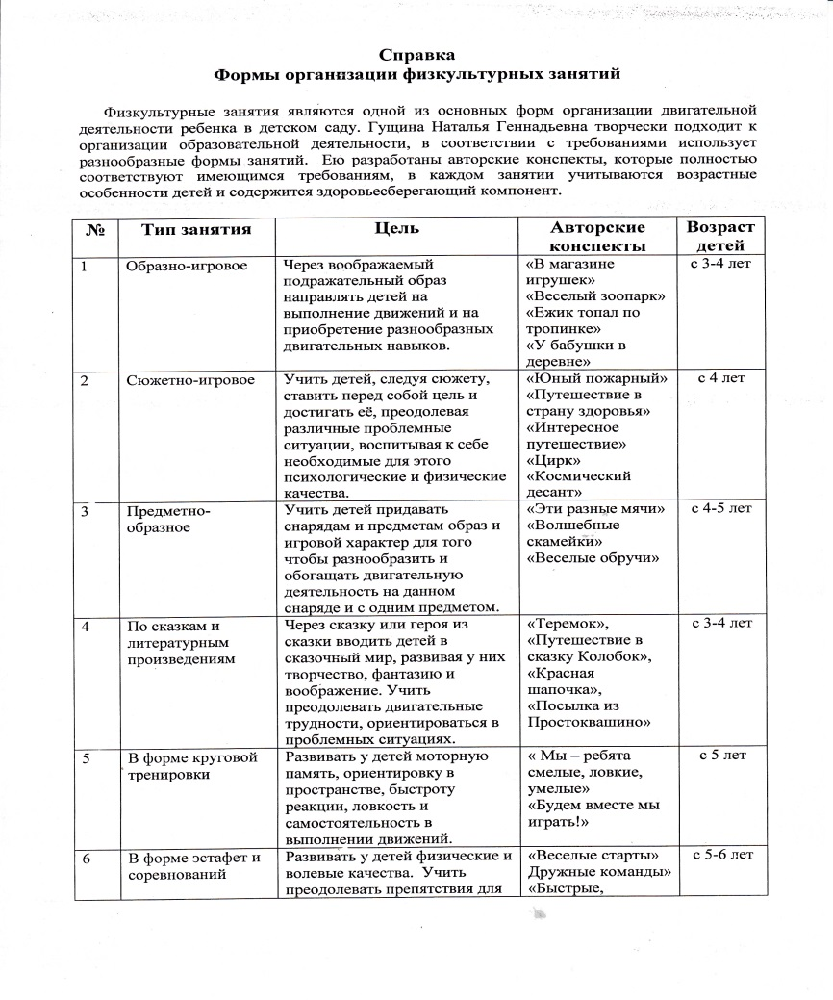 Справка
Формы организации физкультурных занятий
Физкультурные занятия являются одной из основных форм организации двигательной
деятельности ребенка в детском саду. Гущина Наталья Геннадьевна творчески подходит к
организации образовательной деятельности, в соответствии с требованиями использует
разнообразные формы занятий. Ею разработаны авторские конспекты, которые полностью
соответствуют имеющимся требованиям, в каждом занятии учитываются возрастные
особенности детей и содержится здоровьесберегающий компонент.
№ Тип занятия Цель Авторские конспекты Возраст детей
1
Образно-игровое
Через воображаемый
подражательный образ
направлять детей на
выполнение движений и на
приобретение разнообразных
двигательных навыков.
«В магазине
игрушек»
«Веселый зоопарк»
«Ежик топал по
тропинке»
«У бабушки в
деревне»
с 3-4 лет
2
Сюжетно-игровое
Учить детей, следуя сюжету,
ставить перед собой цель и
достигать её, преодолевая
различные проблемные
ситуации, воспитывая к себе
необходимые для этого
психологические и физические
качества.
«Юный пожарный»
«Путешествие в
страну здоровья»
«Интересное
путешествие»
«Цирк»
«Космический
десант»
с 4 лет
3
Предметно-
образное
Учить детей придавать
снарядам и предметам образ и
игровой характер для того
чтобы разнообразить и
обогащать двигательную
деятельность на данном
снаряде и с одним предметом.
«Эти разные мячи»
«Волшебные
скамейки»
«Веселые обручи»
с 4-5 лет
4
По сказкам и
литературным
произведениям
Через сказку или героя из
сказки вводить детей в
сказочный мир, развивая у них
творчество, фантазию и
воображение. Учить
преодолевать двигательные
трудности, ориентироваться в
проблемных ситуациях.
«Теремок»,
«Путешествие в
сказку Колобок»,
«Красная
шапочка»,
«Посылка из
Простоквашино»
с 3-4 лет
5
В форме круговой
тренировки
Развивать у детей моторную
память, ориентировку в
пространстве, быстроту
реакции, ловкость и
самостоятельность в
выполнении движений.
« Мы – ребята
смелые, ловкие,
умелые»
«Будем вместе мы
играть!»
с 5 лет
6
В форме эстафет и
соревнований
Развивать у детей физические и
волевые качества. Учить
преодолевать препятствия для
«Веселые старты»
Дружные команды»
«Быстрые,
с 5-6 лет